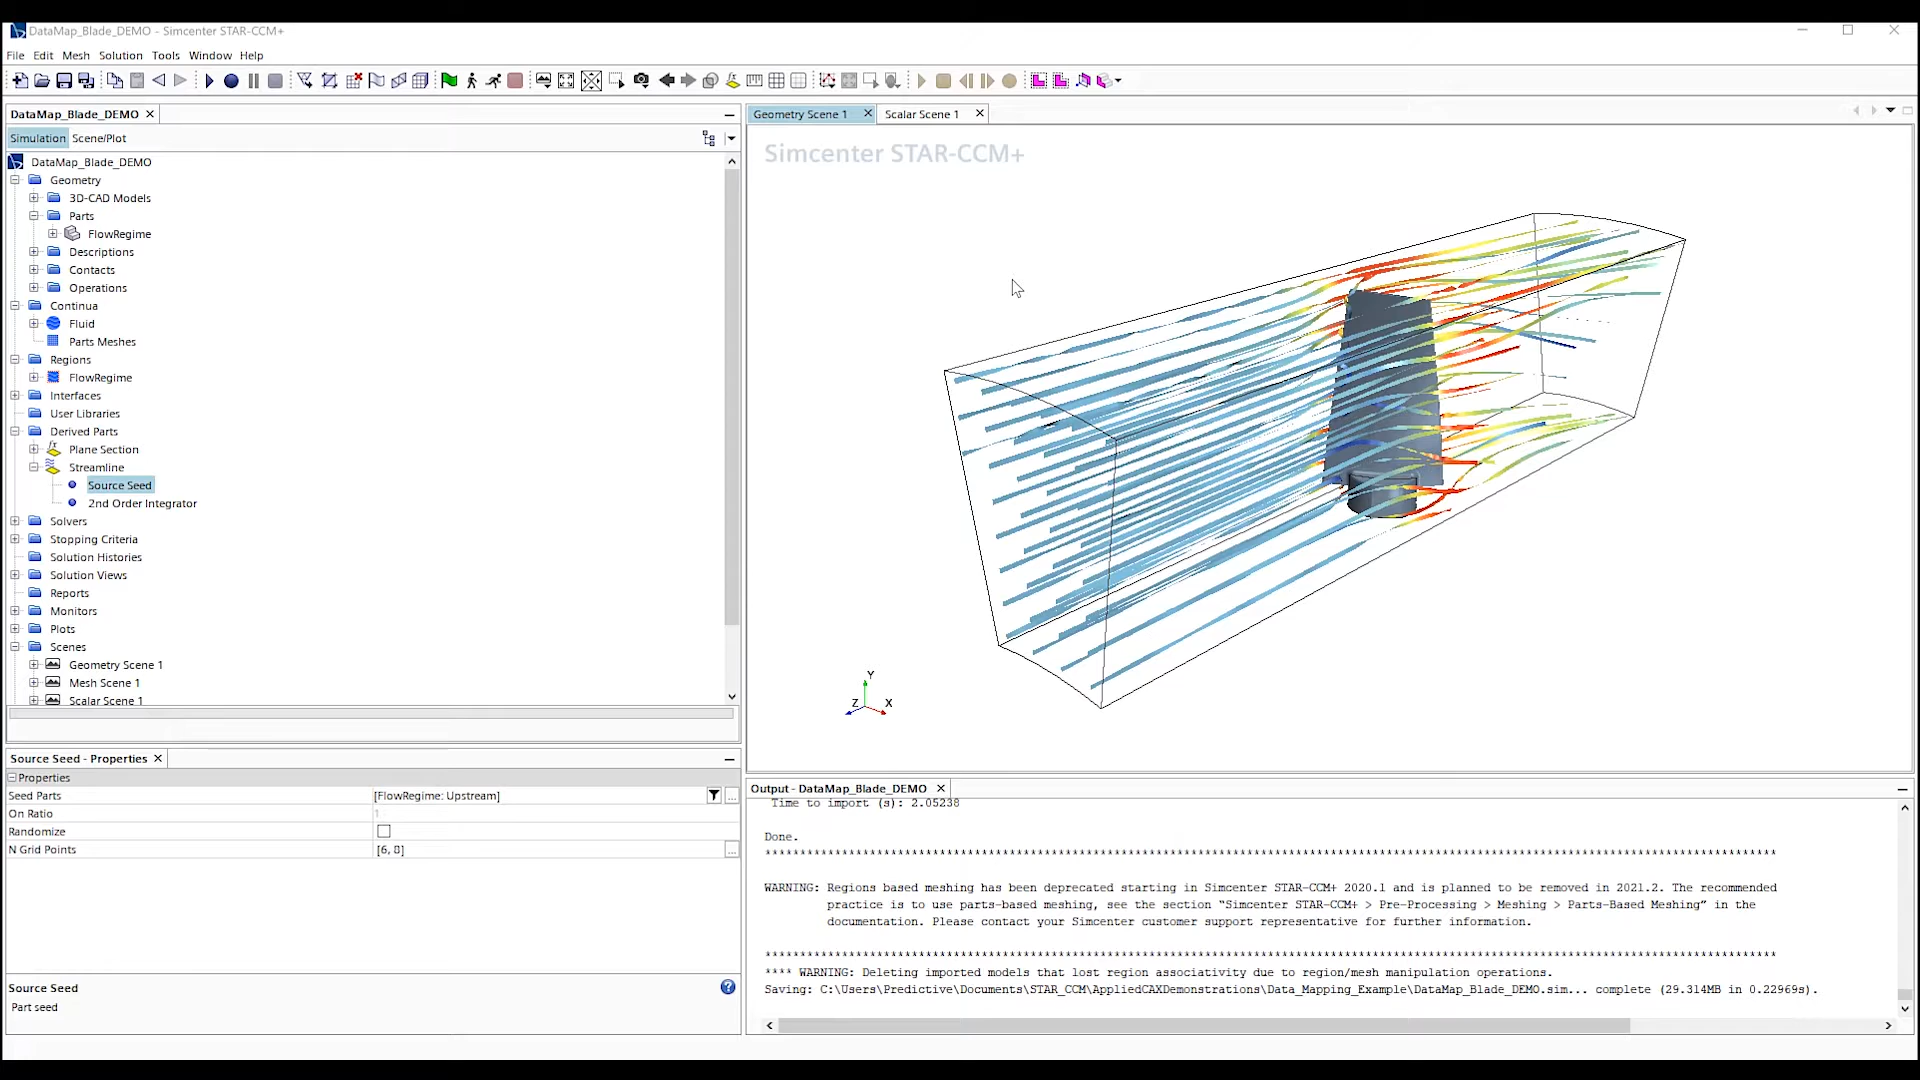 DataMap_Blade_DEMO - Simcenter STAR-CCM+
File Edit Mesh Solution Tools Window Help
DataMap_Blade_DEMO
Simulation Scene/Plot
DataMap_Blade_DEMO
Geometry
3D-CAD Models
Parts
FlowRegime
Descriptions
Contacts
Operations
Continua
Fluid
Parts Meshes
Regions
FlowRegime
Interfaces
User Libraries
Derived Parts
Plane Section
Streamline
Source Seed
2nd Order Integrator
Solvers
Stopping Criteria
Solution Histories
Solution Views
Reports
Monitors
Plots
Scenes
Geometry Scene 1
Mesh Scene 1
Scalar Scene 1
Source Seed - Properties
Properties
Seed Parts [FlowRegime: Upstream]
On Ratio 1
Randomize
N Grid Points [6, 8]
Source Seed
Part seed
Geometry Scene 1 Scalar Scene 1
Simcenter STAR-CCM+
Y
Z X
Output - DataMap_Blade_DEMO
Time to import (s): 2.05238
Done.
WARNING: Regions based meshing has been deprecated starting in Simcenter STAR-CCM+ 2020.1 and is planned to be removed in 2021.2. The recommended
practice is to use parts-based meshing, see the section "Simcenter STAR-CCM+ > Pre-Processing > Meshing > Parts-Based Meshing" in the
documentation. Please contact your Simcenter customer support representative for further information.
**** WARNING: Deleting imported models that lost region associativity due to region/mesh manipulation operations.
Saving: C:\Users\Predictive\Documents\STAR_CCM\AppliedCAXDemonstrations\Data_Mapping_Example\DataMap_Blade_DEMO.sim... complete (29.314MB in 0.22969s).